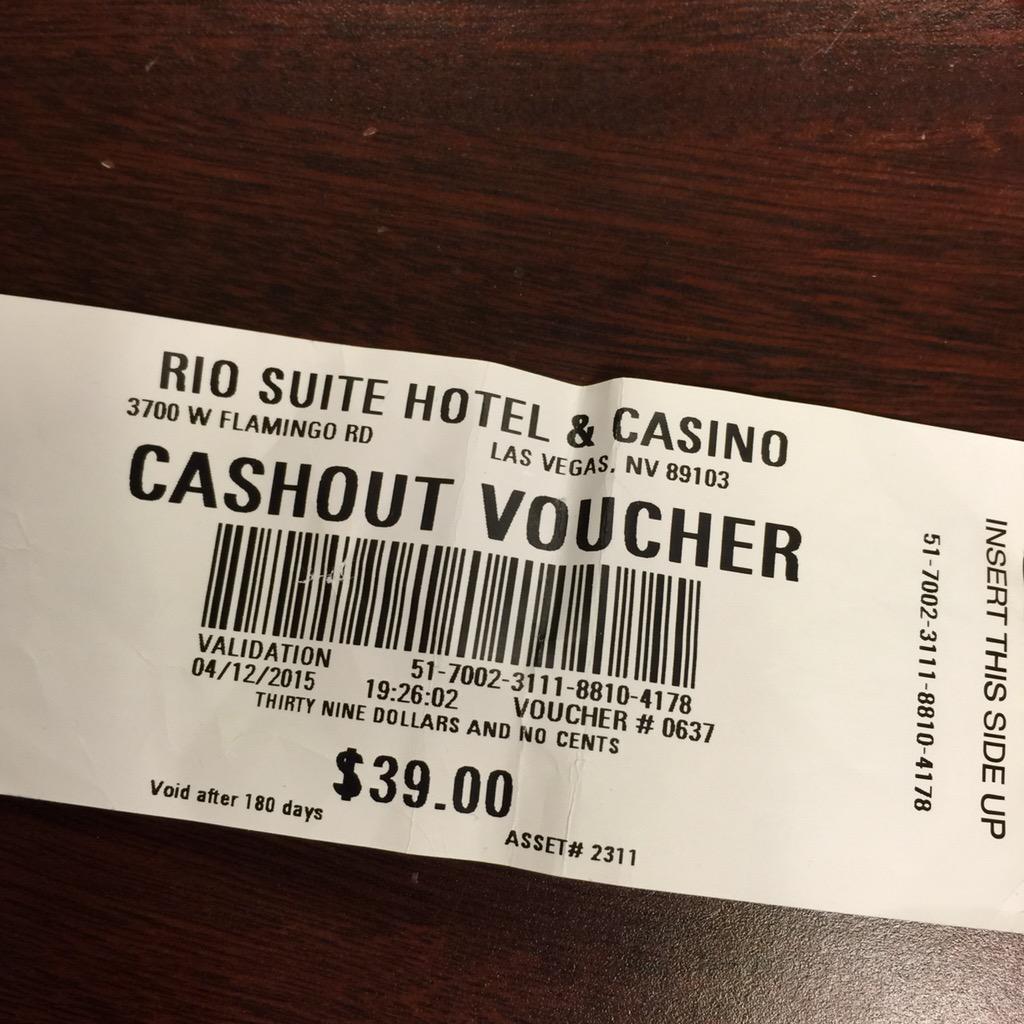 RIO SUITE HOTEL & CASINO
3700 W FLAMINGO RD LAS VEGAS, NV 89103
CASHOUT VOUCHER
VALIDATION 51-7002-3111-8810-4178
04/12/2015 19:26:02 VOUCHER # 0637
THIRTY NINE DOLLARS AND NO CENTS
$39.00
Void after 180 days ASSET# 2311
51-7002-3111-8810-4178
INSERT THIS SIDE UP